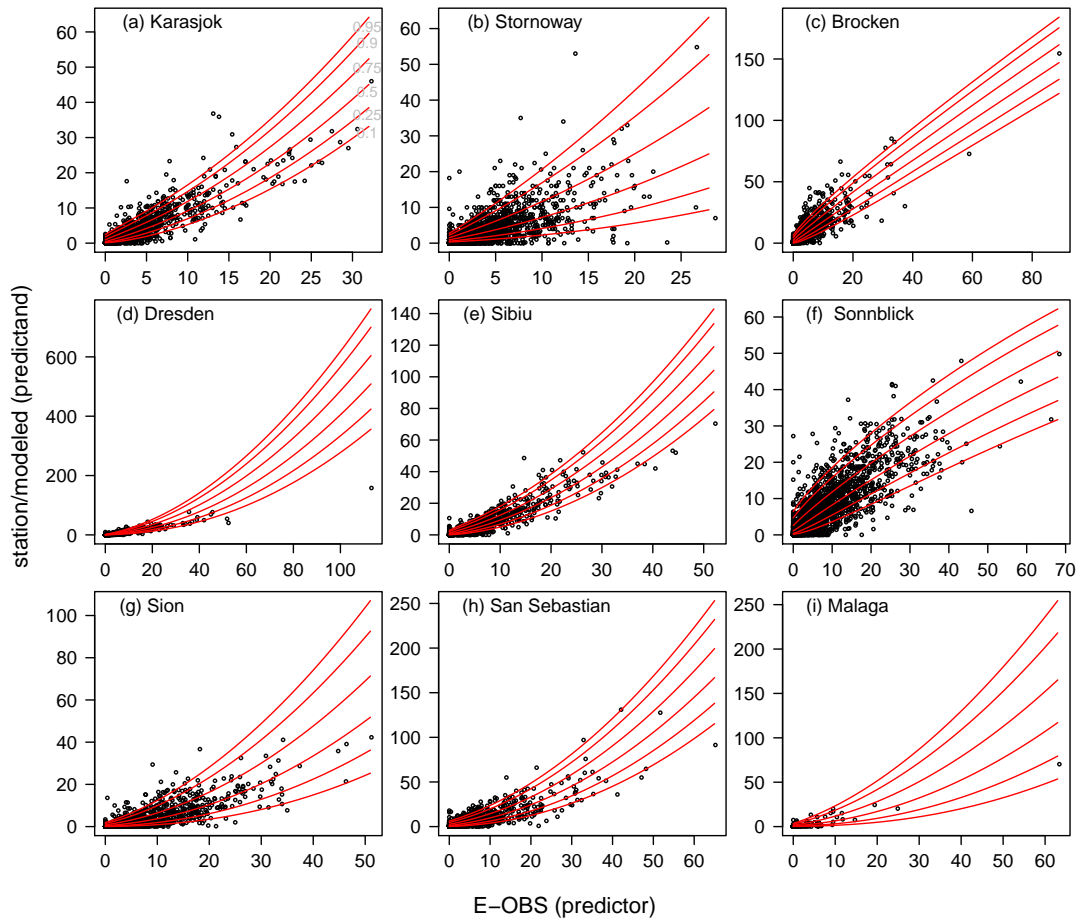 (a) Karasjok
(b) Stornoway
(c) Brocken
0.95
0.9
0.75
0.5
0.25
0.1
0 10 20 30 40 50 60
0 5 10 15 20 25 30
0 10 20 30 40 50 60
0 5 10 15 20 25
0 50 100 150
0 20 40 60 80
station/modeled (predictand)
(d) Dresden
(e) Sibiu
(f) Sonnblick
0 200 400 600
0 20 40 60 80 100
0 20 40 60 80 100 120 140
0 10 20 30 40 50
0 10 20 30 40 50 60
0 10 20 30 40 50 60 70
(g) Sion
(h) San Sebastian
(i) Malaga
0 20 40 60 80 100
0 10 20 30 40 50
0 50 100 150 200 250
0 10 20 30 40 50 60
0 50 100 150 200 250
0 10 20 30 40 50 60
E−OBS (predictor)